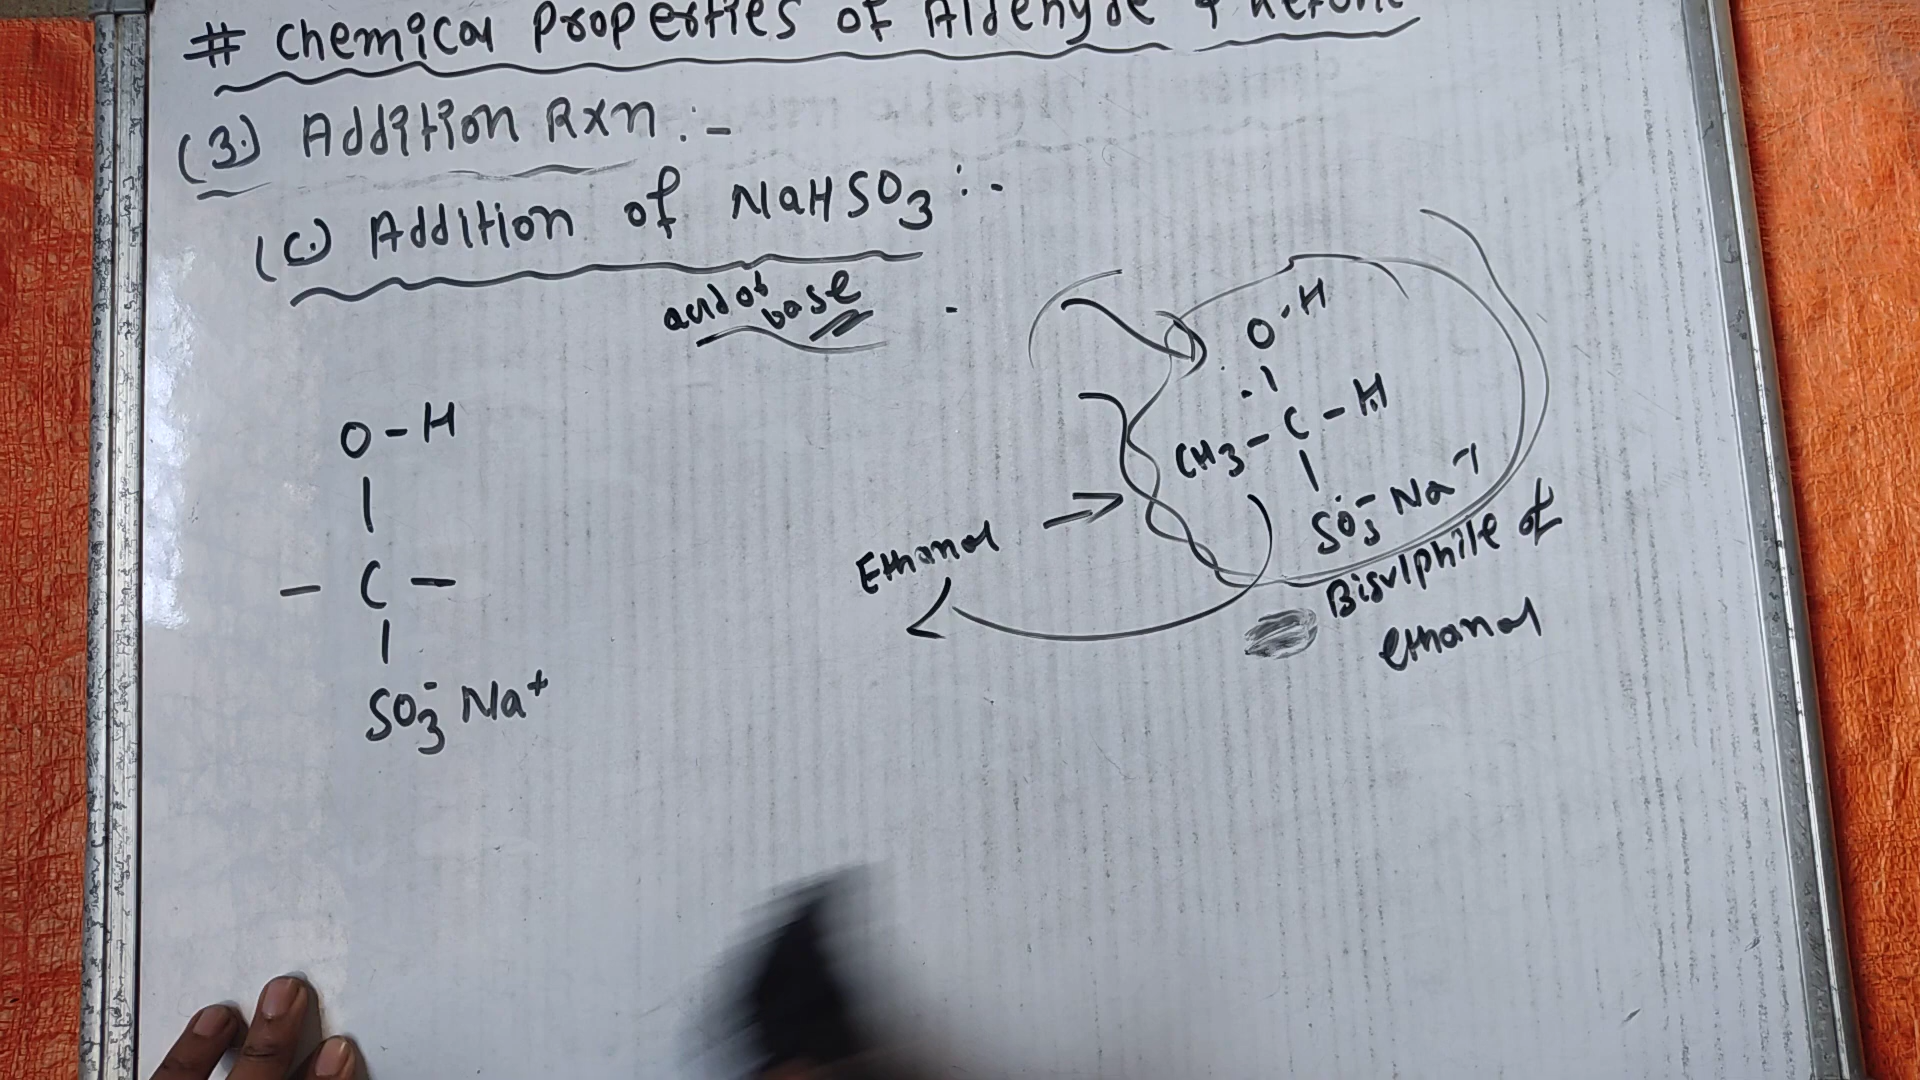 # Chemical Properties of Aldehyde & Ketone
(3.) Addition Rxn :-
(C.) Addition of NaHSO3 :-
acid or base
O - H
|
- C -
|
SO3- Na+
O - H
|
CH3 - C - H
|
SO3- Na+
Ethanal
Bisulphite of
ethanal